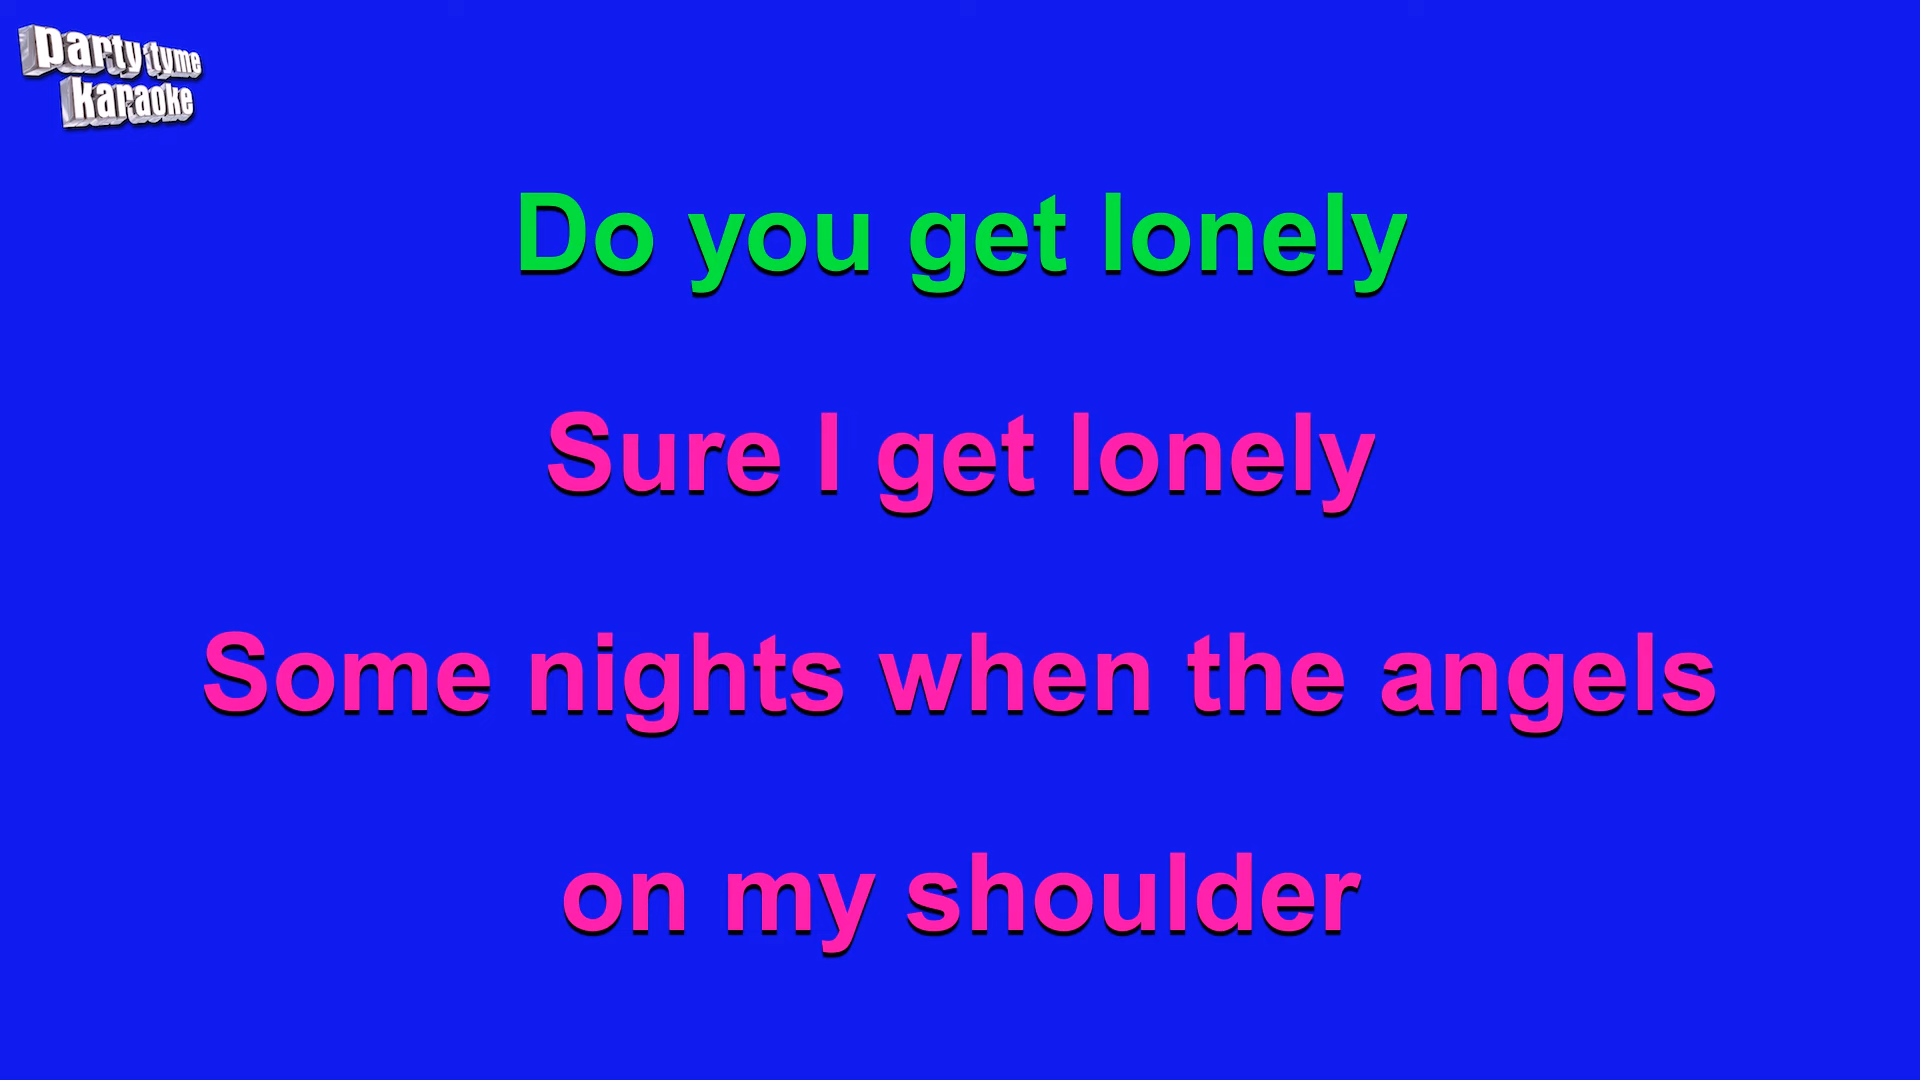 party tyme
karaoke
Do you get lonely
Sure I get lonely
Some nights when the angels
on my shoulder